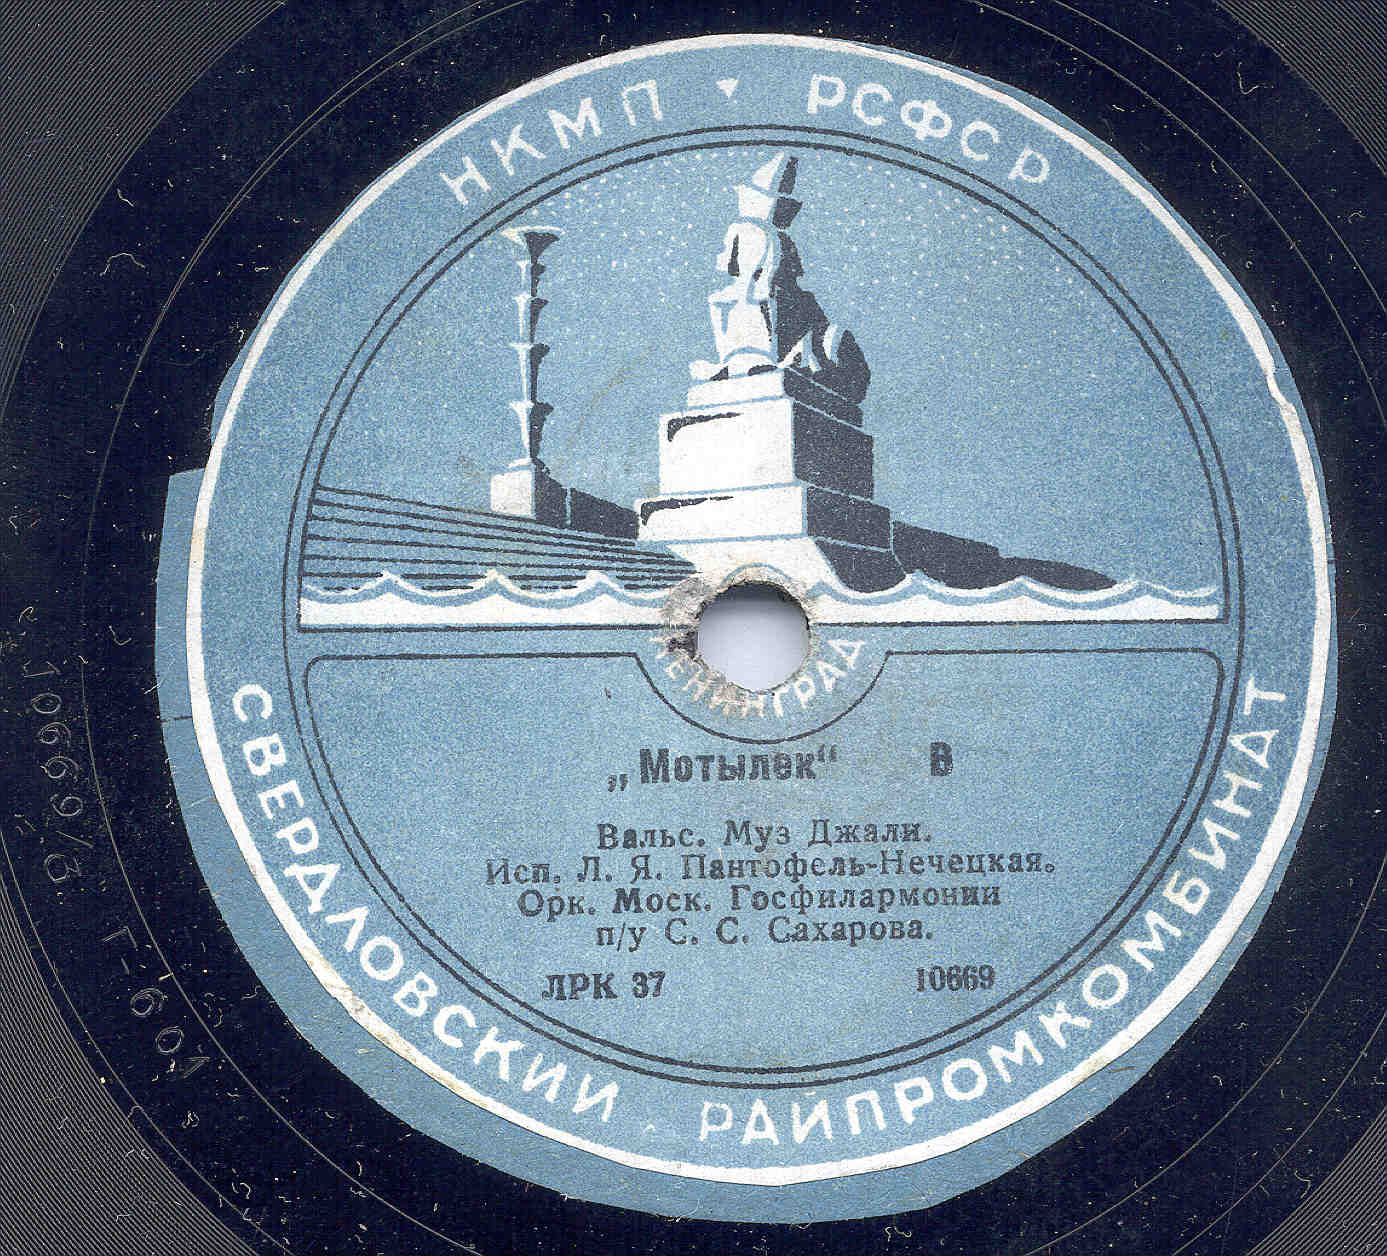 НКМП ▼ РСФСР
ЛЕНИНГРАД
„Мотылек“ В
Вальс. Муз Джали.
Исп. Л. Я. Пантофель-Нечецкая.
Орк. Моск. Госфилармонии
п/у С. С. Сахарова.
ЛРК 37 10669
СВЕРДЛОВСКИЙ РАЙПРОМКОМБИНАТ
10669/3